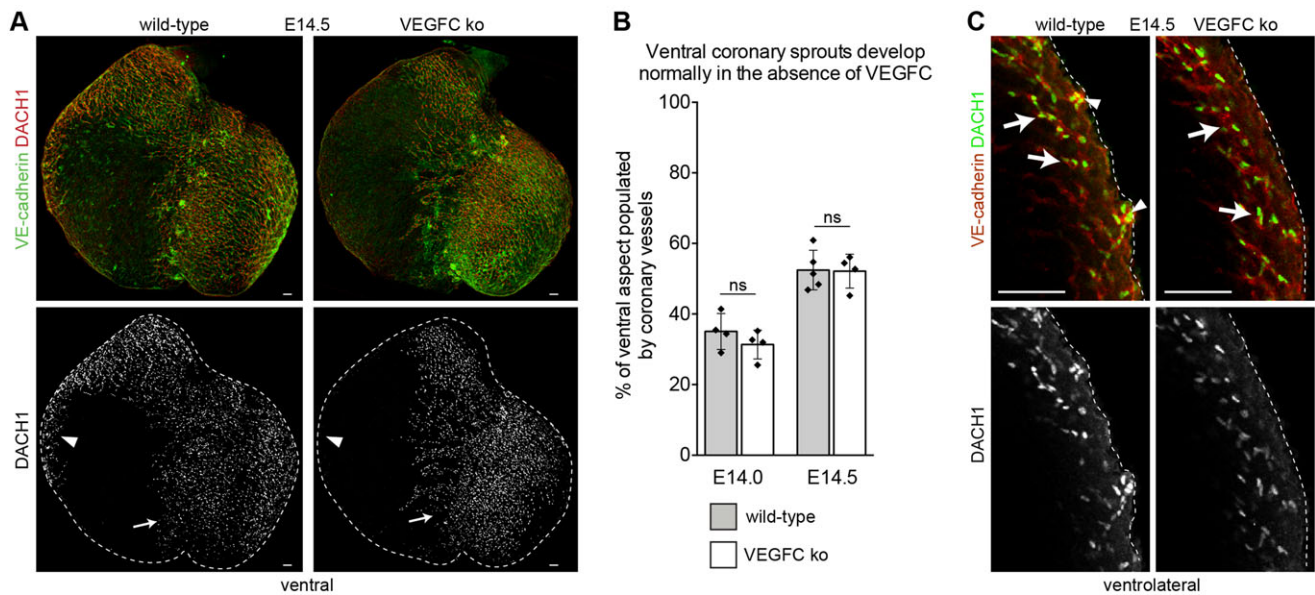 A
wild-type E14.5 VEGFC ko
VE-cadherin DACH1
DACH1
ventral
B
Ventral coronary sprouts develop
normally in the absence of VEGFC
% of ventral aspect populated
by coronary vessels
100
80
60
40
20
0
ns
ns
E14.0 E14.5
wild-type
VEGFC ko
C
wild-type E14.5 VEGFC ko
VE-cadherin DACH1
DACH1
ventrolateral